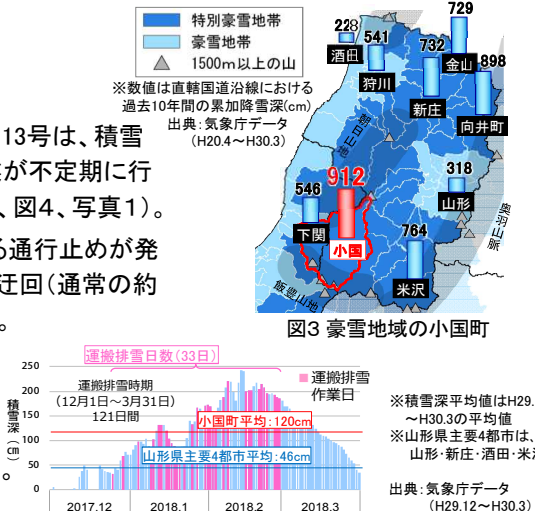 特別豪雪地帯
豪雪地帯
1500m以上の山
※数値は直轄国道沿線における
過去10年間の累加降雪深(cm)
出典:気象庁データ
(H20.4～H30.3)
13号は、積雪
が不定期に行
、図4、写真1)。
る通行止めが発
迂回(通常の約
。
228
酒田
541
狩川
732
新庄
729
金山
898
向井町
朝日山地
318
山形
奥羽山脈
546
下関
912
小国
764
米沢
飯豊山地
図3 豪雪地域の小国町
運搬排雪日数(33日)
運搬排雪
作業日
運搬排雪時期
(12月1日～3月31日)
121日間
小国町平均:120cm
山形県主要4都市平均:46cm
積雪深(cm)
250
200
150
100
50
0
2017.12
2018.1
2018.2
2018.3
。
※積雪深平均値はH29.
～H30.3の平均値
※山形県主要4都市は、
山形・新庄・酒田・米沢
出典:気象庁データ
(H29.12～H30.3)